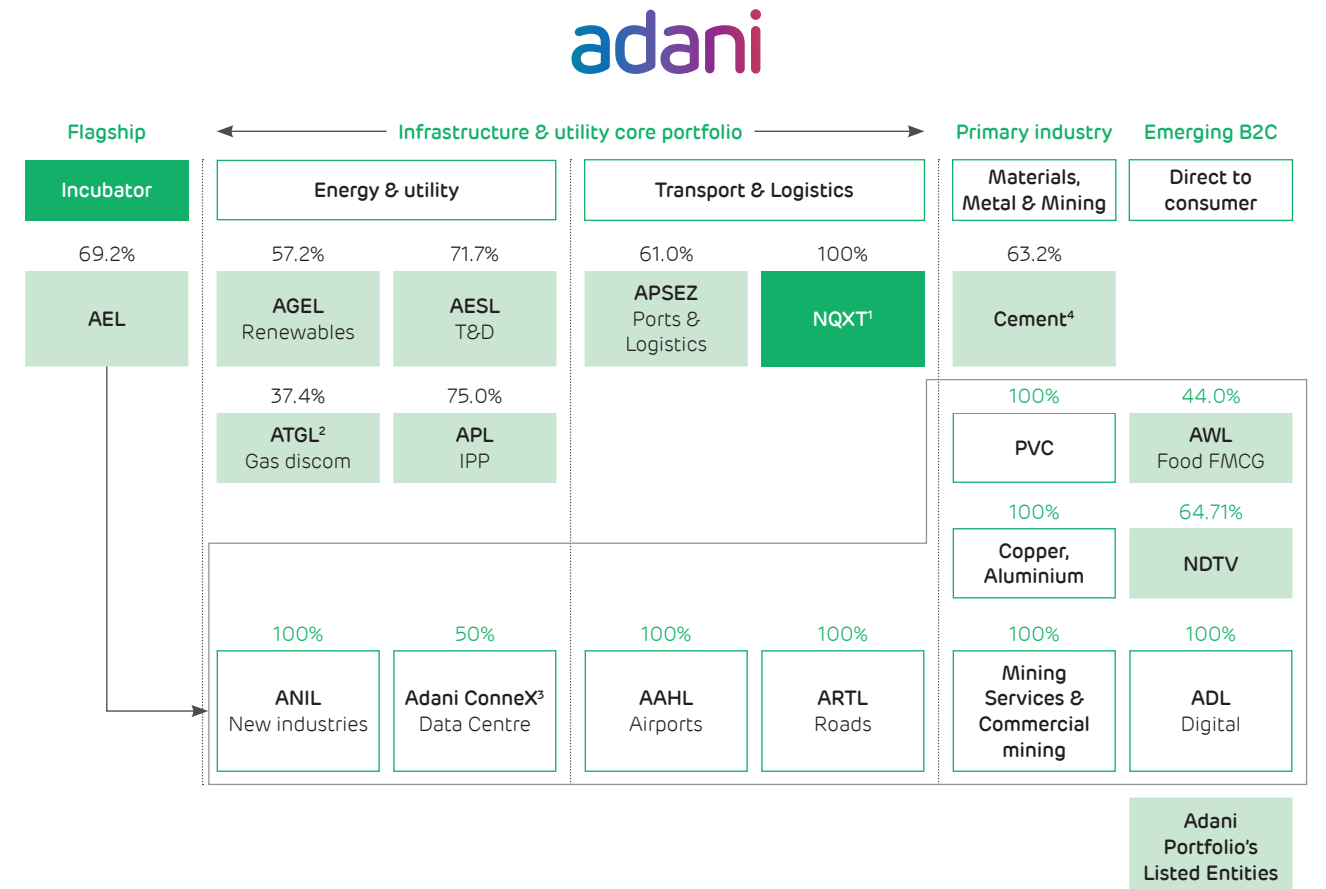 adani
Flagship
Infrastructure & utility core portfolio
Primary industry
Emerging B2C
Incubator
Energy & utility
Transport & Logistics
Materials,
Metal & Mining
Direct to
consumer
69.2%
57.2%
71.7%
61.0%
100%
63.2%
AEL
AGEL
Renewables
AESL
T&D
APSEZ
Ports &
Logistics
NQXT¹
Cement⁴
37.4%
75.0%
100%
44.0%
ATGL²
Gas discom
APL
IPP
PVC
AWL
Food FMCG
100%
64.71%
Copper,
Aluminium
NDTV
100%
50%
100%
100%
100%
100%
ANIL
New industries
Adani ConneX³
Data Centre
AAHL
Airports
ARTL
Roads
Mining
Services &
Commercial
mining
ADL
Digital
Adani
Portfolio’s
Listed Entities